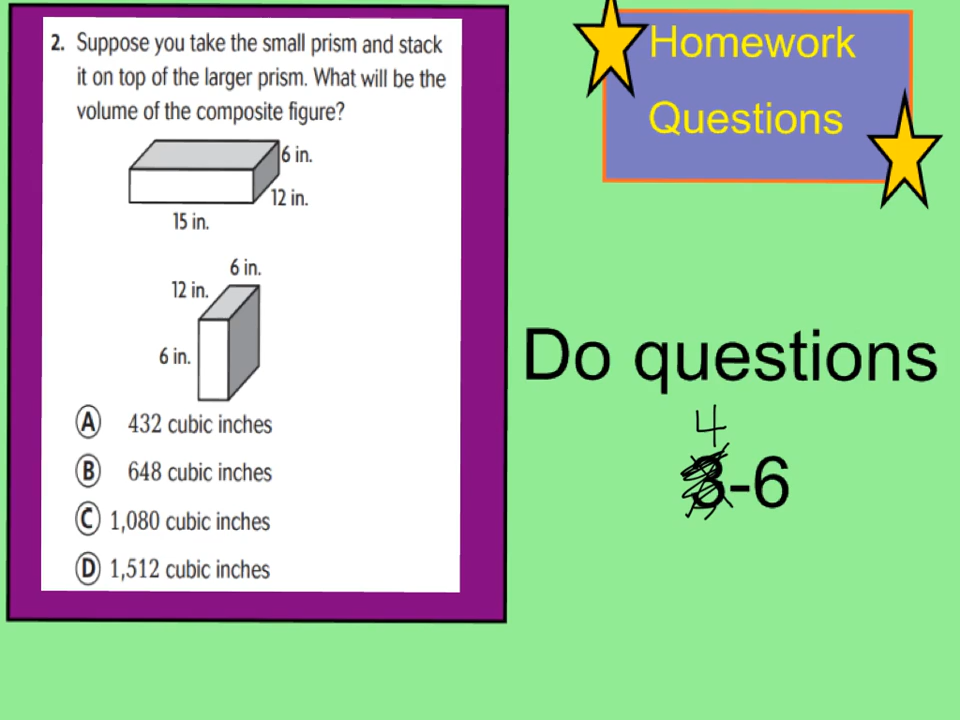 2. Suppose you take the small prism and stack
it on top of the larger prism. What will be the
volume of the composite figure?
6 in.
12 in.
15 in.
6 in.
12 in.
6 in.
A 432 cubic inches
B 648 cubic inches
C 1,080 cubic inches
D 1,512 cubic inches
Homework
Questions
Do questions
4
3-6